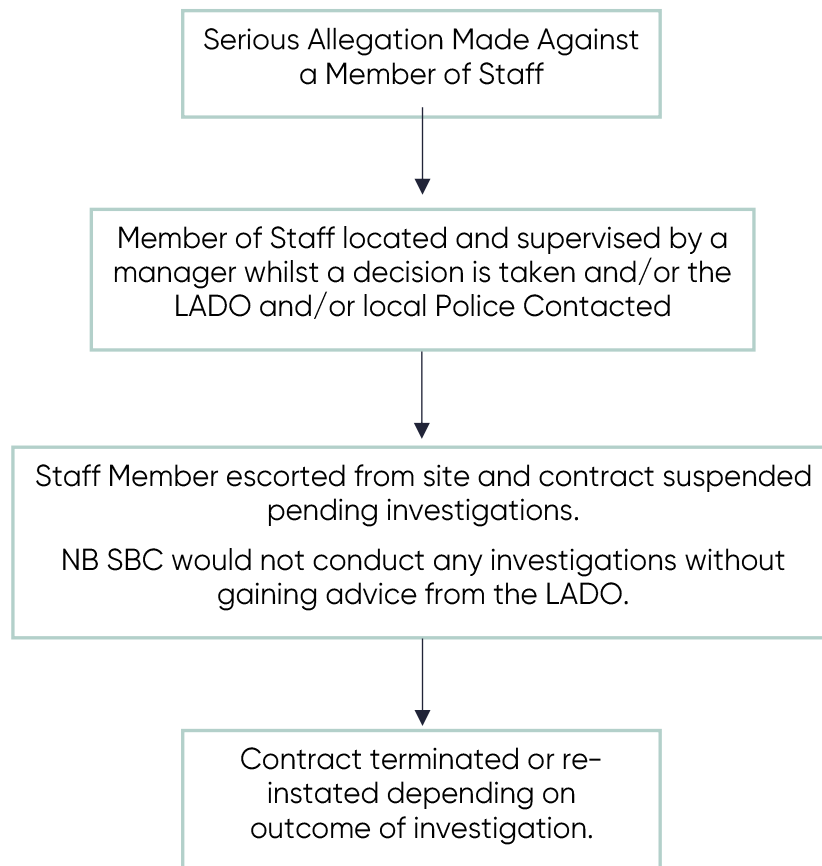 Serious Allegation Made Against
a Member of Staff
Member of Staff located and supervised by a
manager whilst a decision is taken and/or the
LADO and/or local Police Contacted
Staff Member escorted from site and contract suspended
pending investigations.
NB SBC would not conduct any investigations without
gaining advice from the LADO.
Contract terminated or re-
instated depending on
outcome of investigation.